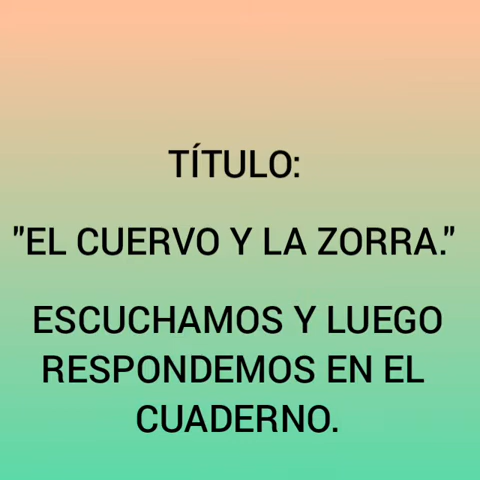 TÍTULO:
"EL CUERVO Y LA ZORRA."
ESCUCHAMOS Y LUEGO
RESPONDEMOS EN EL
CUADERNO.